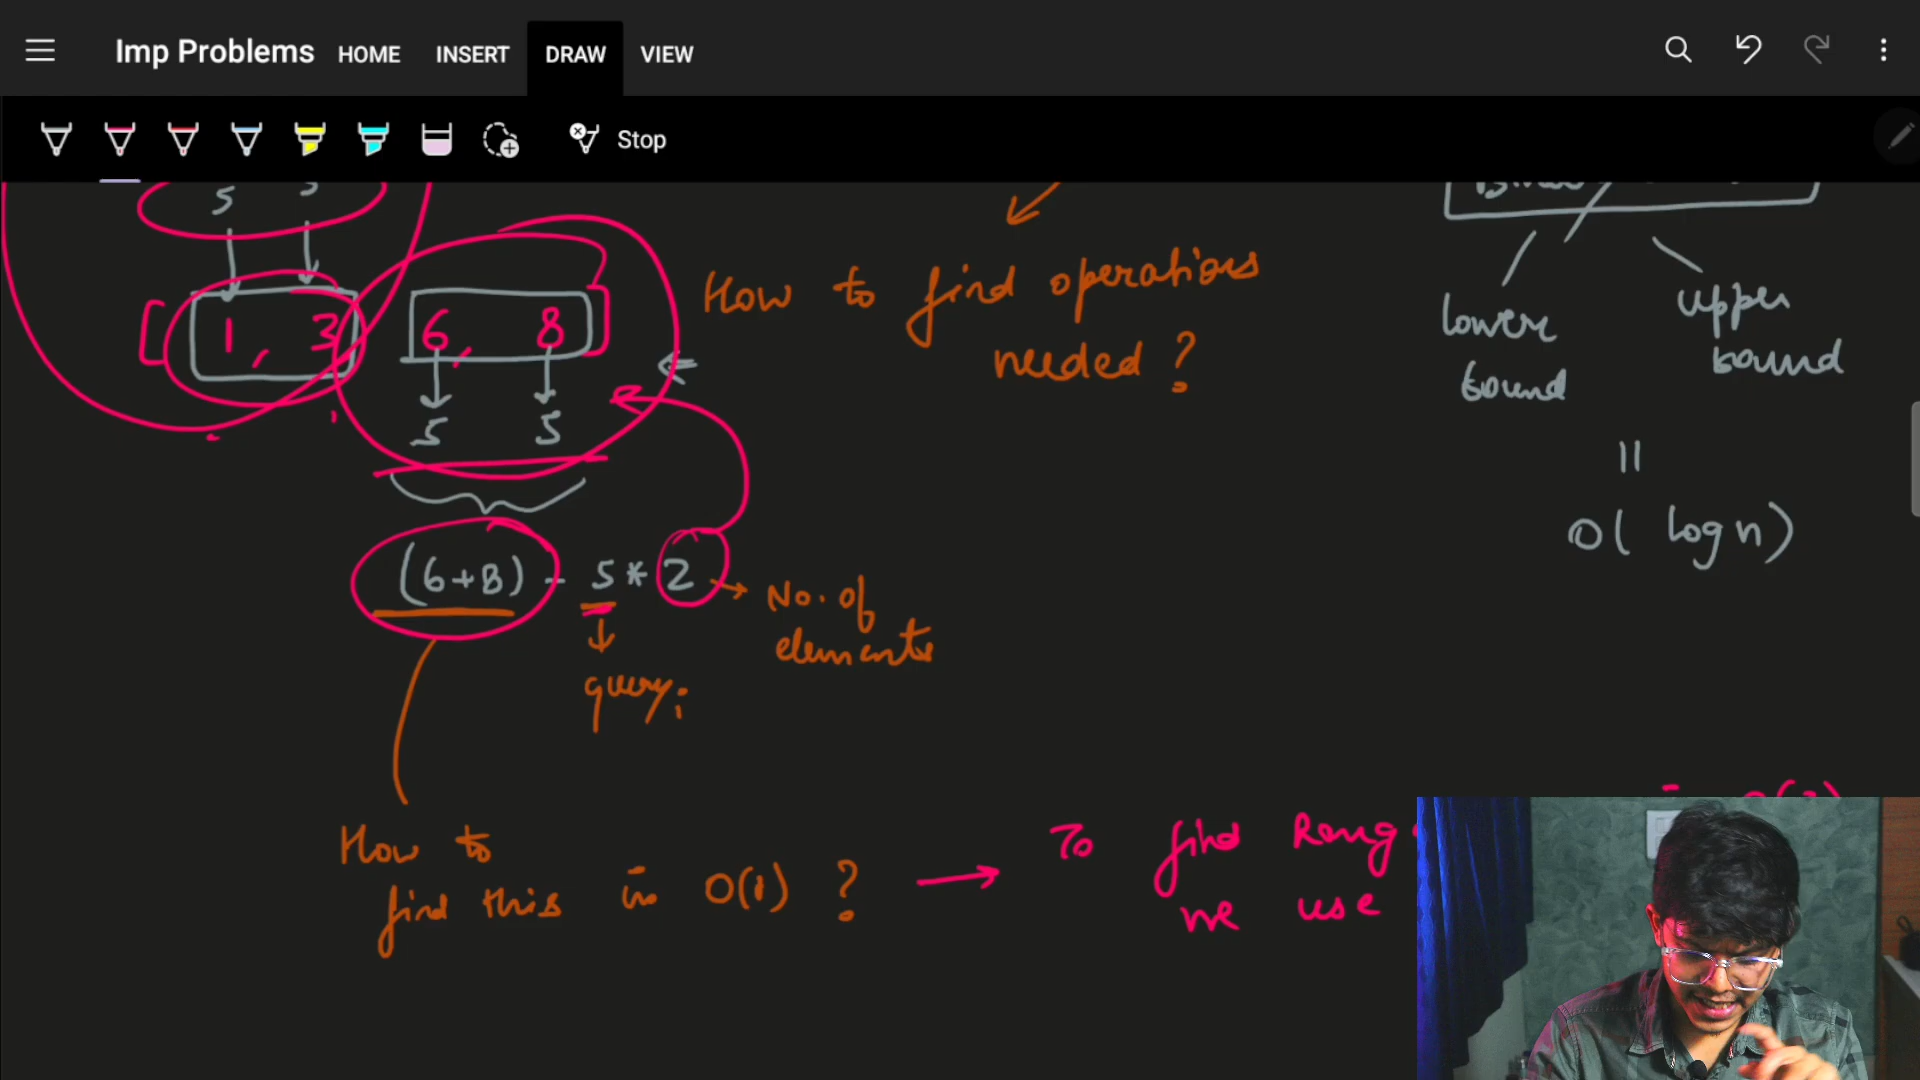 Imp Problems HOME INSERT DRAW VIEW
Stop
5 5
1, 3 6, 8
5 5
How to find operations
needed ?
lower
bound
upper
bound
=
O( log n)
(6+8) - 5 * 2
No. of
elements
query i
How to
find this in O(1) ?
To find Rang
we use